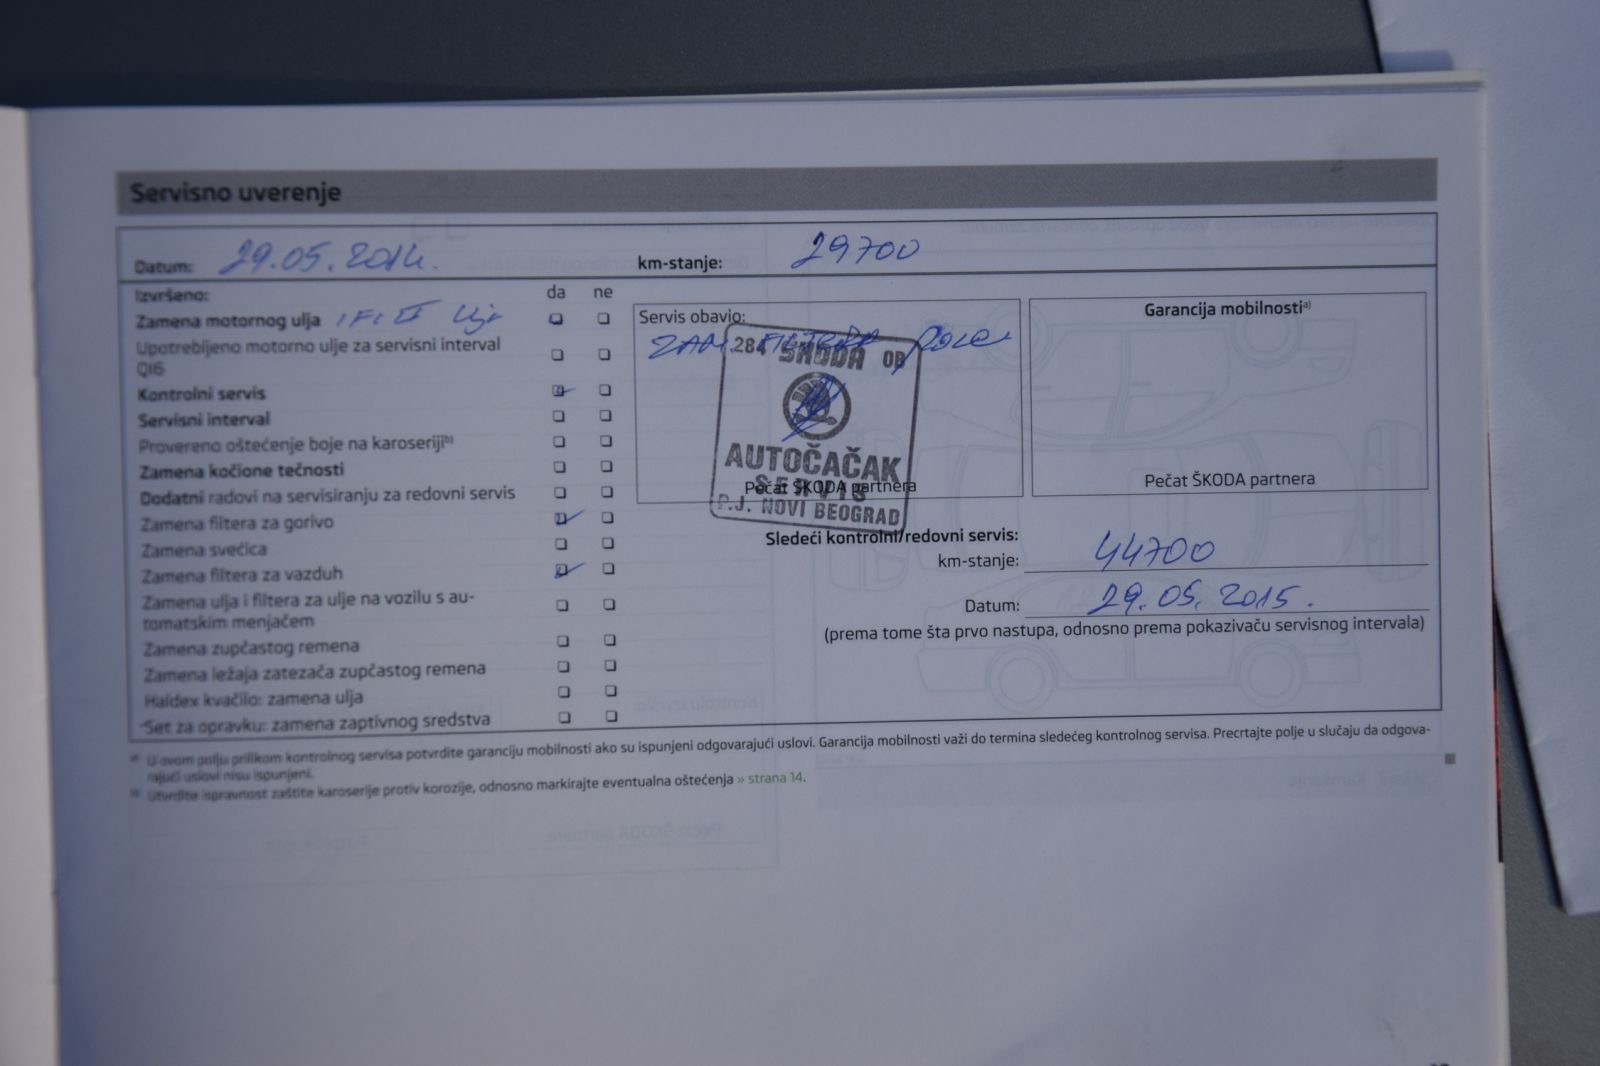 Servisno uverenje
Datum: 29.05.2014. km-stanje: 29700
Izvršeno: da ne
Zamena motornog ulja
Upotrebljeno motorno ulje za servisni interval
QI6
Kontrolni servis
Servisni interval
Provereno oštećenje boje na karoseriji b)
Zamena kočione tečnosti
Dodatni radovi na servisiranju za redovni servis
Zamena filtera za gorivo
Zamena svećica
Zamena filtera za vazduh
Zamena ulja i filtera za ulje na vozilu s au-
tomatskim menjačem
Zamena zupčastog remena
Zamena ležaja zatezača zupčastog remena
Haldex kvačilo: zamena ulja
Set za opravku: zamena zaptivnog sredstva
Servis obavio:
ZAM. FILTERA
284 ŠKODA 08
AUTOČAČAK
SERVIS
P.J. NOVI BEOGRAD
Pečat ŠKODA partnera
Garancija mobilnosti a)
Pečat ŠKODA partnera
Sledeći kontrolni/redovni servis:
km-stanje: 44700
Datum: 29.05.2015.
(prema tome šta prvo nastupa, odnosno prema pokazivaču servisnog intervala)
a) U ovom polju prilikom kontrolnog servisa potvrdite garanciju mobilnosti ako su ispunjeni odgovarajući uslovi. Garancija mobilnosti važi do termina sledećeg kontrolnog servisa. Precrtajte polje u slučaju da odgova-
rajući uslovi nisu ispunjeni.
b) Utvrdite ispravnost zaštite karoserije protiv korozije, odnosno markirajte eventualna oštećenja » strana 14.